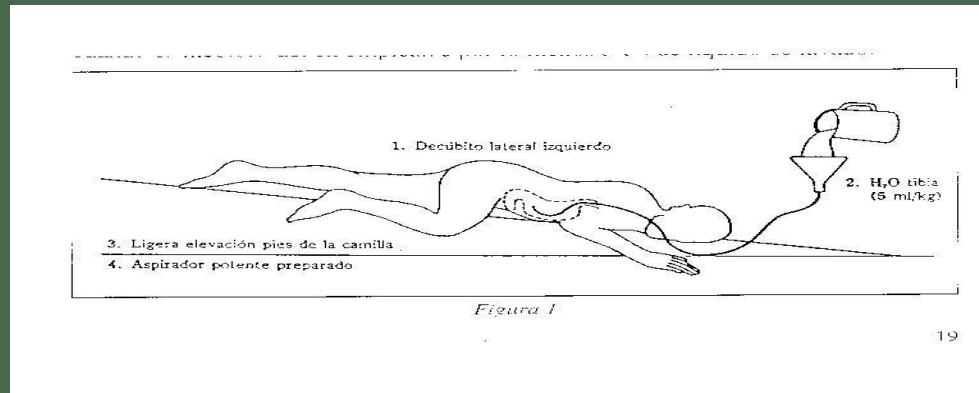 1. Decúbito lateral izquierdo
2. H₂O tibia
(5 ml/kg)
3. Ligera elevación pies de la camilla
4. Aspirador potente preparado
Figura I
19